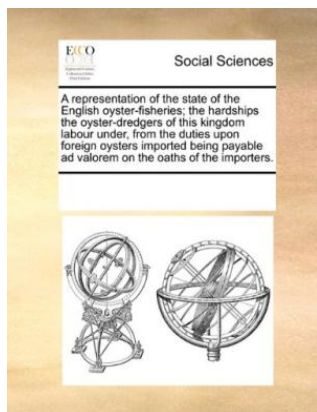 ECCO
Social Sciences
A representation of the state of the
English oyster-fisheries; the hardships
the oyster-dredgers of this kingdom
labour under, from the duties upon
foreign oysters imported being payable
ad valorem on the oaths of the importers.